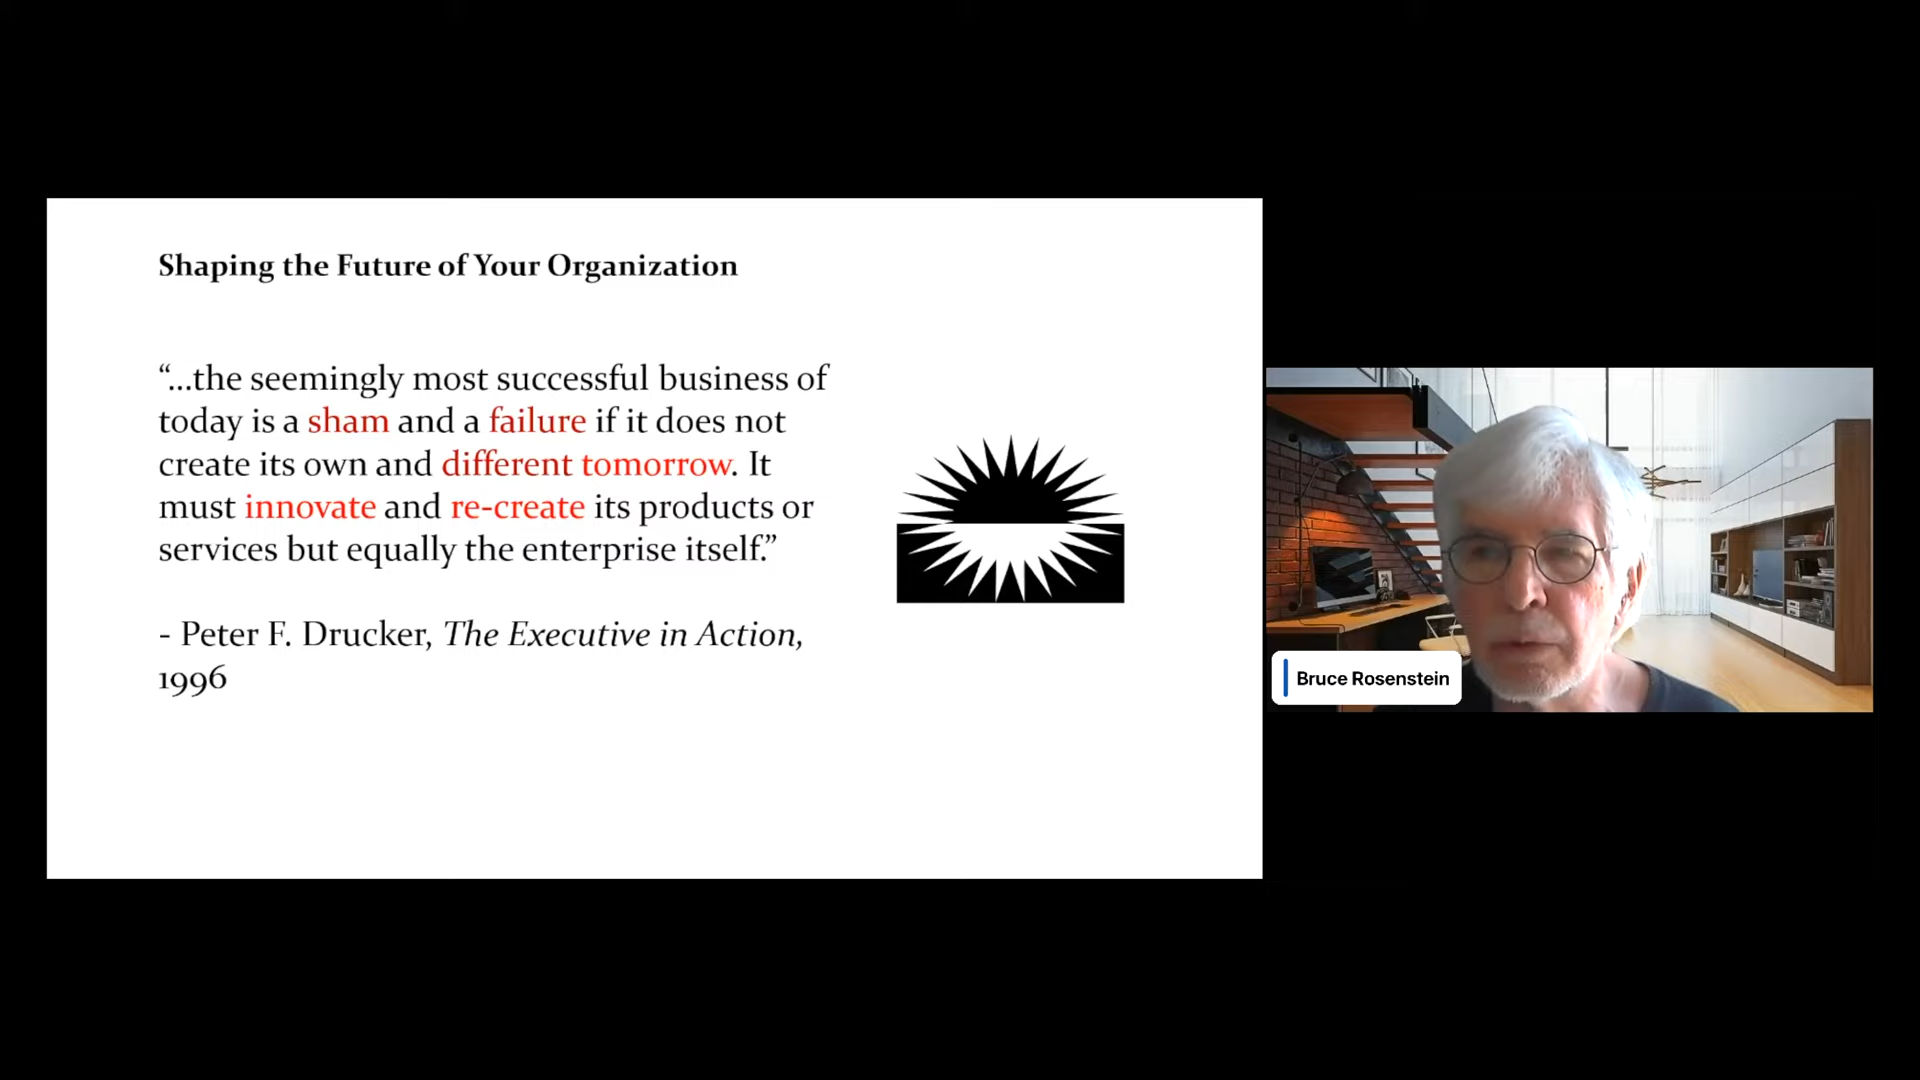 Shaping the Future of Your Organization
“...the seemingly most successful business of
today is a sham and a failure if it does not
create its own and different tomorrow. It
must innovate and re-create its products or
services but equally the enterprise itself.”
- Peter F. Drucker, The Executive in Action,
1996
Bruce Rosenstein